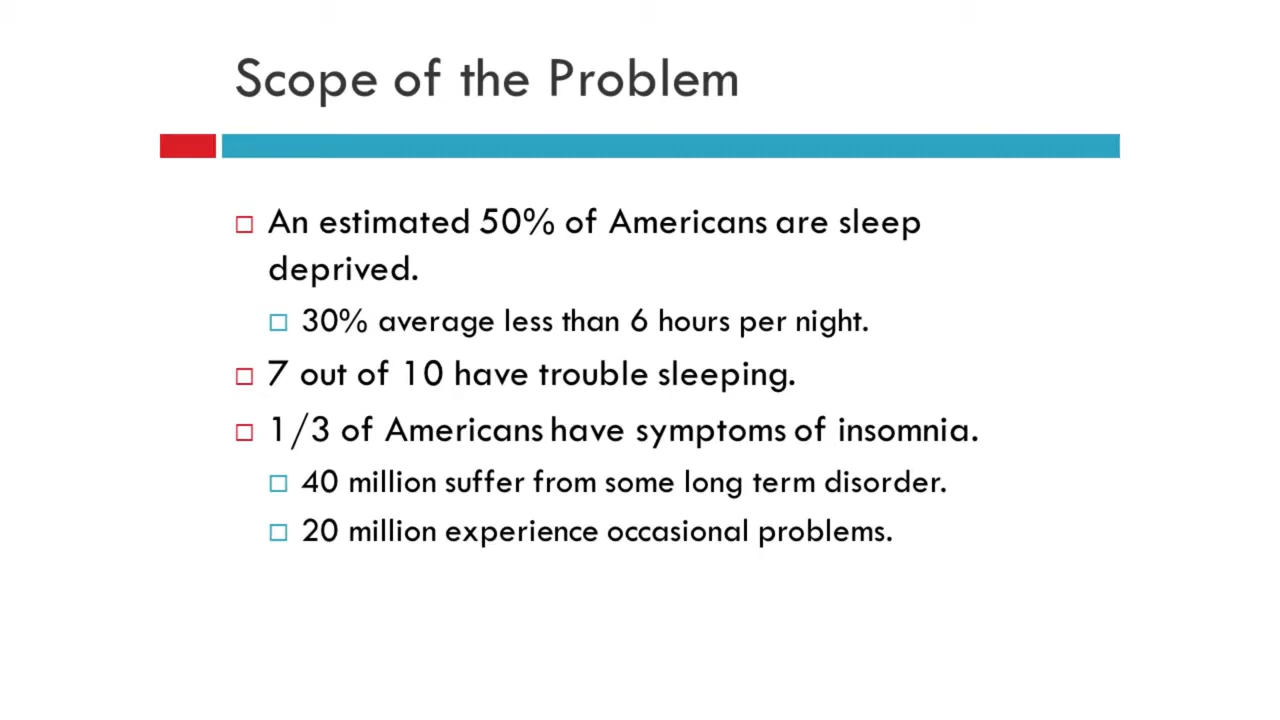 Scope of the Problem
An estimated 50% of Americans are sleep
deprived.
30% average less than 6 hours per night.
7 out of 10 have trouble sleeping.
1/3 of Americans have symptoms of insomnia.
40 million suffer from some long term disorder.
20 million experience occasional problems.